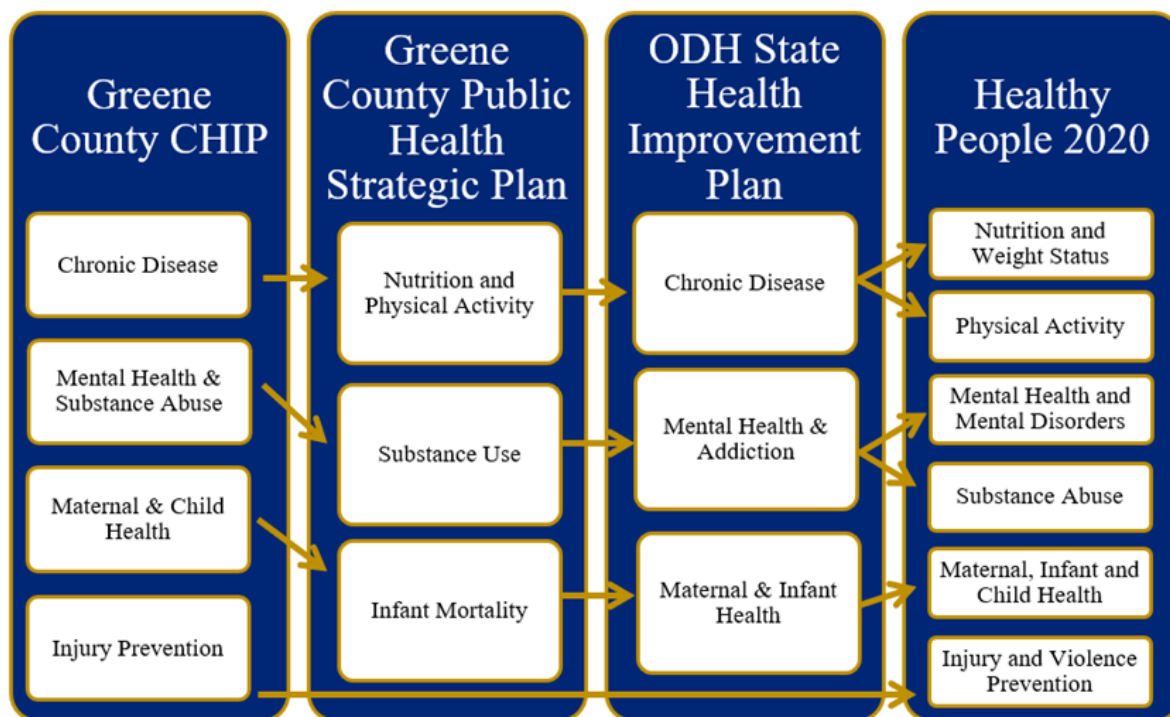 Greene
County CHIP
Chronic Disease
Mental Health &
Substance Abuse
Maternal & Child
Health
Injury Prevention
Greene
County Public
Health
Strategic Plan
Nutrition and
Physical Activity
Substance Use
Infant Mortality
ODH State
Health
Improvement
Plan
Chronic Disease
Mental Health &
Addiction
Maternal & Infant
Health
Healthy
People 2020
Nutrition and
Weight Status
Physical Activity
Mental Health and
Mental Disorders
Substance Abuse
Maternal, Infant and
Child Health
Injury and Violence
Prevention